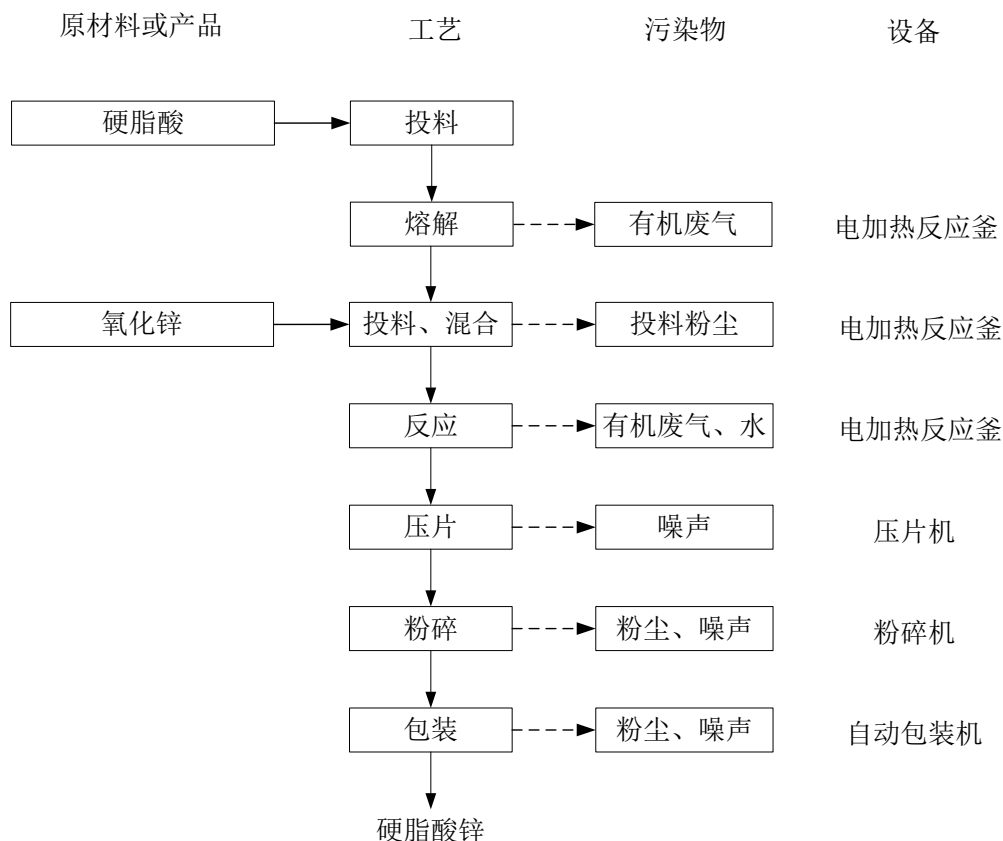 原材料或产品 工艺 污染物 设备
硬脂酸 投料
熔解 有机废气 电加热反应釜
氧化锌 投料、混合 投料粉尘 电加热反应釜
反应 有机废气、水 电加热反应釜
压片 噪声 压片机
粉碎 粉尘、噪声 粉碎机
包装 粉尘、噪声 自动包装机
硬脂酸锌